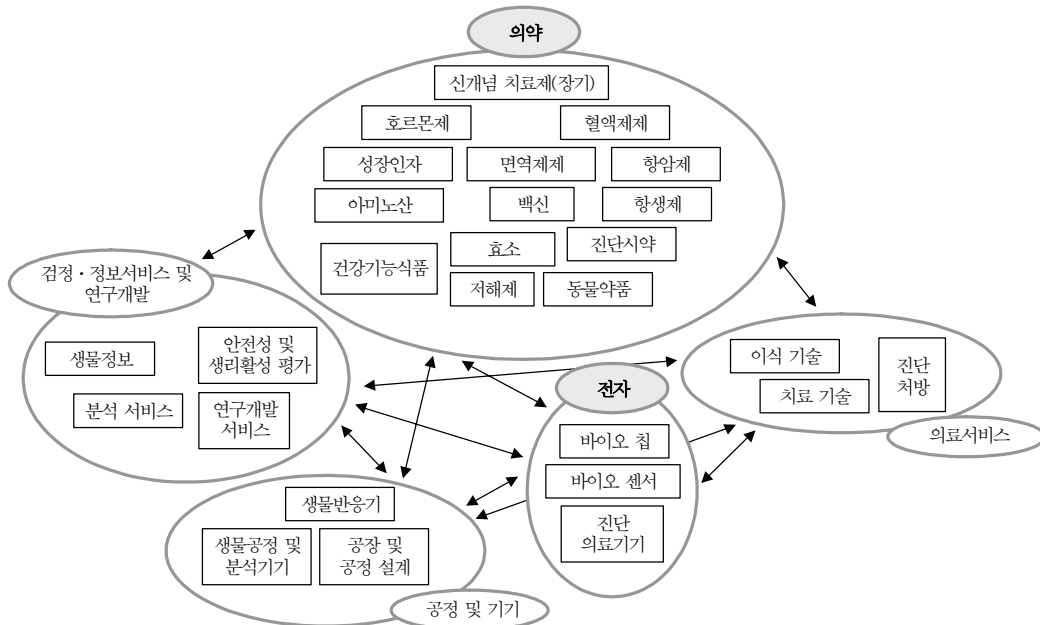 의약
신개념 치료제(장기)
호르몬제
혈액제제
성장인자
면역제제
항암제
아미노산
백신
항생제
건강기능식품
효소
진단시약
저해제
동물약품
검정·정보서비스 및
연구개발
생물정보
안전성 및
생리활성 평가
분석 서비스
연구개발
서비스
이식 기술
치료 기술
진단
처방
의료서비스
전자
바이오 칩
바이오 센서
진단
의료기기
생물반응기
생물공정 및
분석기기
공장 및
공정 설계
공정 및 기기